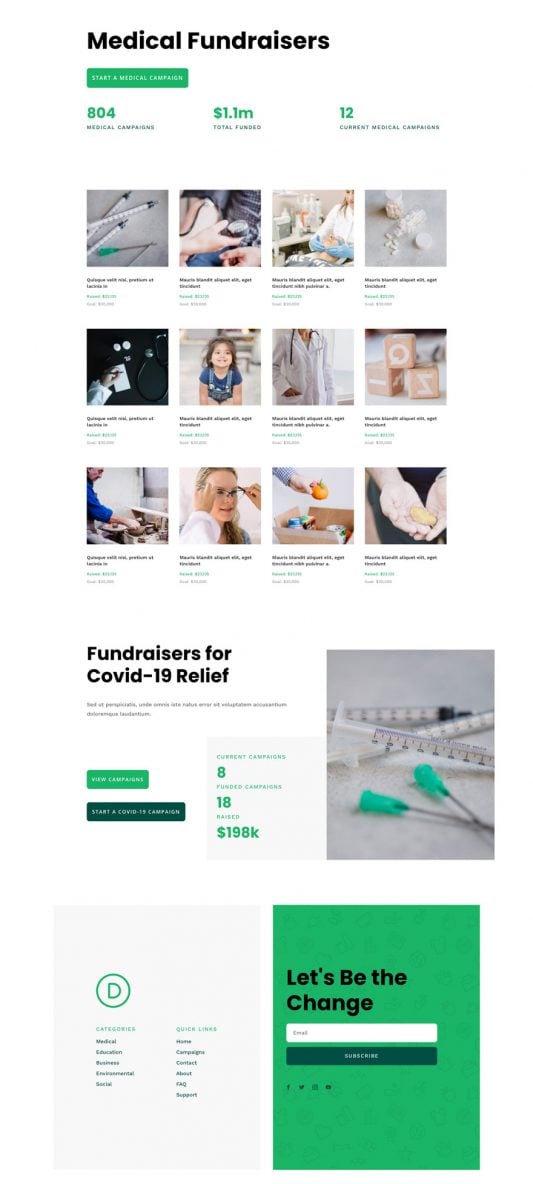 Medical Fundraisers
START A MEDICAL CAMPAIGN
804
MEDICAL CAMPAIGNS
$1.1m
TOTAL FUNDED
12
CURRENT MEDICAL CAMPAIGNS
Quisque velit nisi, pretium ut
lacinia in
Raised: $23,135
Goal: $30,000
Mauris blandit aliquet elit, eget
tincidunt
Raised: $23,135
Goal: $30,000
Mauris blandit aliquet elit, eget
tincidunt nibh pulvinar a.
Raised: $23,135
Goal: $30,000
Mauris blandit aliquet elit, eget
tincidunt
Raised: $23,135
Goal: $30,000
Quisque velit nisi, pretium ut
lacinia in
Raised: $23,135
Goal: $30,000
Mauris blandit aliquet elit, eget
tincidunt
Raised: $23,135
Goal: $30,000
Mauris blandit aliquet elit, eget
tincidunt nibh pulvinar a.
Raised: $23,135
Goal: $30,000
Mauris blandit aliquet elit, eget
tincidunt
Raised: $23,135
Goal: $30,000
Quisque velit nisi, pretium ut
lacinia in
Raised: $23,135
Goal: $30,000
Mauris blandit aliquet elit, eget
tincidunt
Raised: $23,135
Goal: $30,000
Mauris blandit aliquet elit, eget
tincidunt nibh pulvinar a.
Raised: $23,135
Goal: $30,000
Mauris blandit aliquet elit, eget
tincidunt
Raised: $23,135
Goal: $30,000
Fundraisers for
Covid-19 Relief
Sed ut perspiciatis, unde omnis iste natus error sit voluptatem accusantium
doloremque laudantium.
VIEW CAMPAIGNS
START A COVID-19 CAMPAIGN
CURRENT CAMPAIGNS
8
FUNDED CAMPAIGNS
18
RAISED
$198k
D
CATEGORIES
Medical
Education
Business
Environmental
Social
QUICK LINKS
Home
Campaigns
Contact
About
FAQ
Support
Let's Be the
Change
Email
SUBSCRIBE